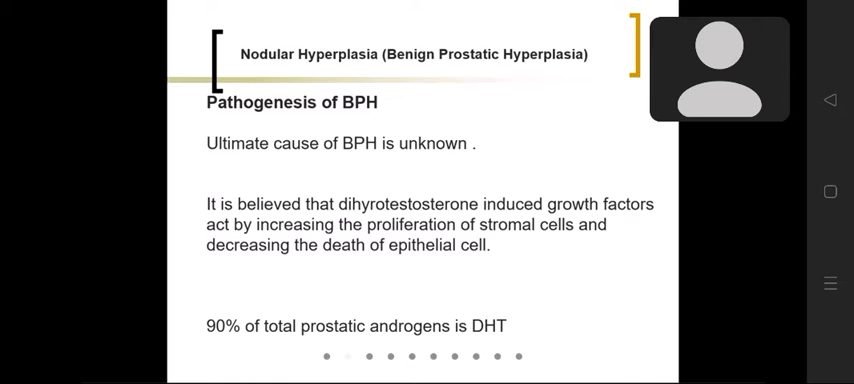 Nodular Hyperplasia (Benign Prostatic Hyperplasia)
Pathogenesis of BPH
Ultimate cause of BPH is unknown .
It is believed that dihyrotestosterone induced growth factors
act by increasing the proliferation of stromal cells and
decreasing the death of epithelial cell.
90% of total prostatic androgens is DHT